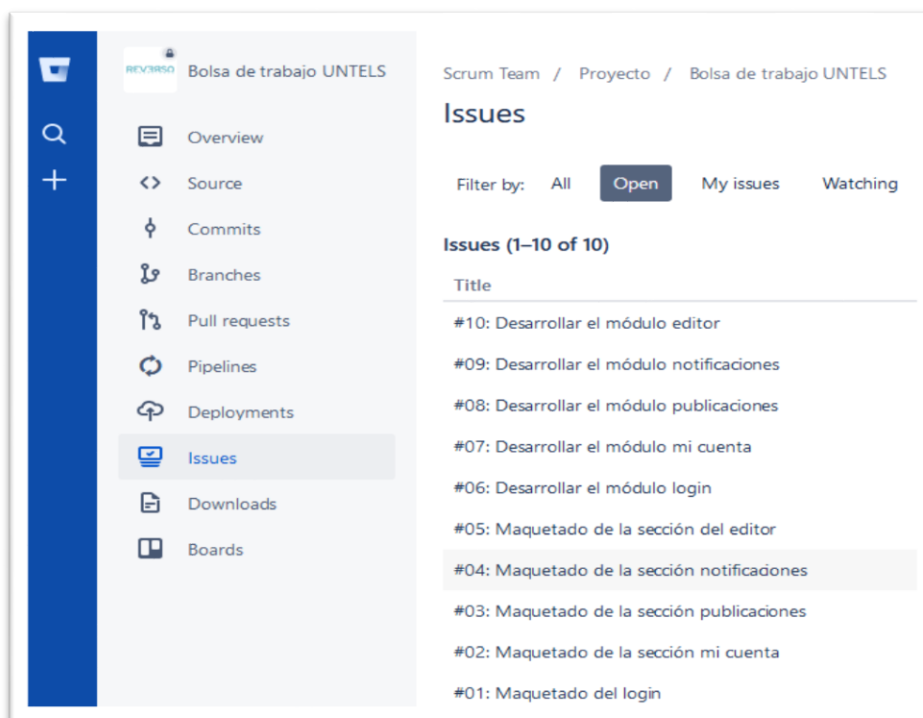 REV3RSO
Bolsa de trabajo UNTELS
Overview
Source
Commits
Branches
Pull requests
Pipelines
Deployments
Issues
Downloads
Boards
Scrum Team / Proyecto / Bolsa de trabajo UNTELS
Issues
Filter by: All Open My issues Watching
Issues (1–10 of 10)
Title
#10: Desarrollar el módulo editor
#09: Desarrollar el módulo notificaciones
#08: Desarrollar el módulo publicaciones
#07: Desarrollar el módulo mi cuenta
#06: Desarrollar el módulo login
#05: Maquetado de la sección del editor
#04: Maquetado de la sección notificaciones
#03: Maquetado de la sección publicaciones
#02: Maquetado de la sección mi cuenta
#01: Maquetado del login